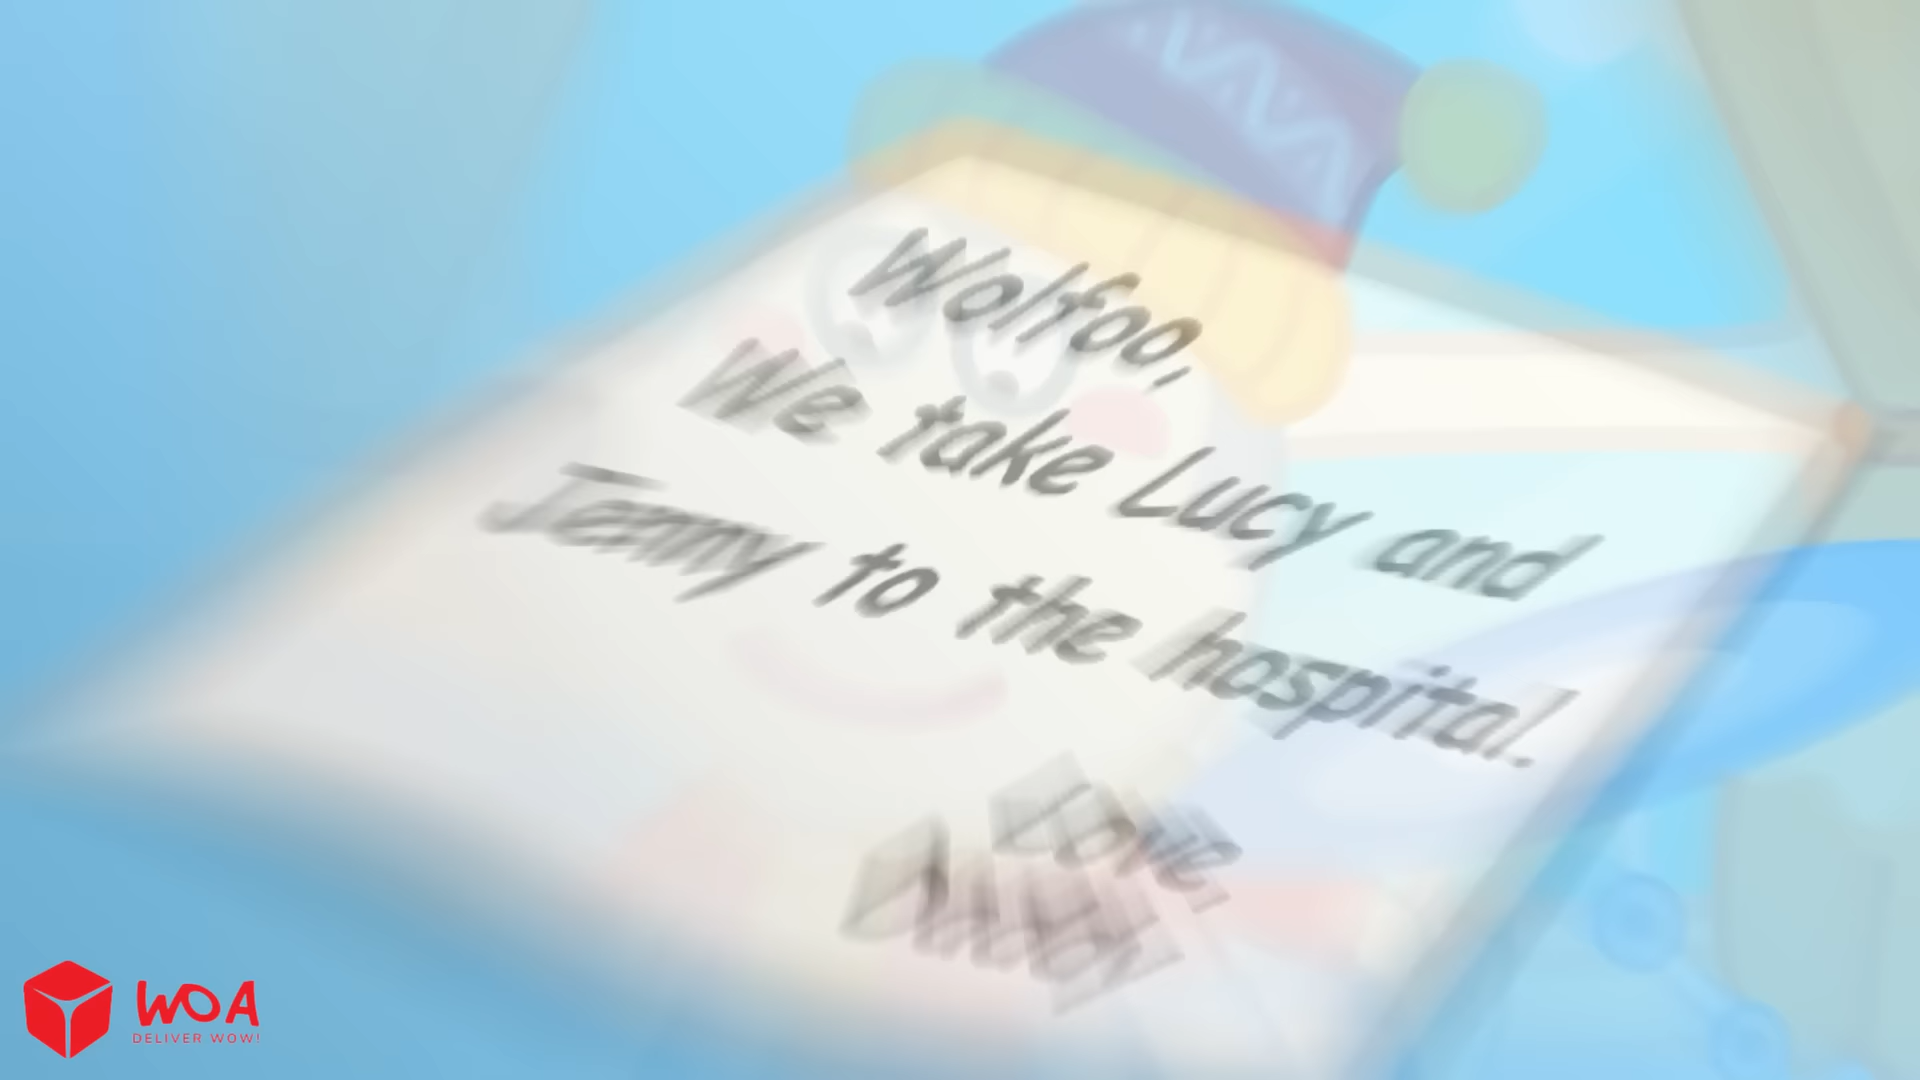 Wolfoo,
We take Lucy and
Jenny to the hospital.
Love
Daddy
WOA
DELIVER WOW!